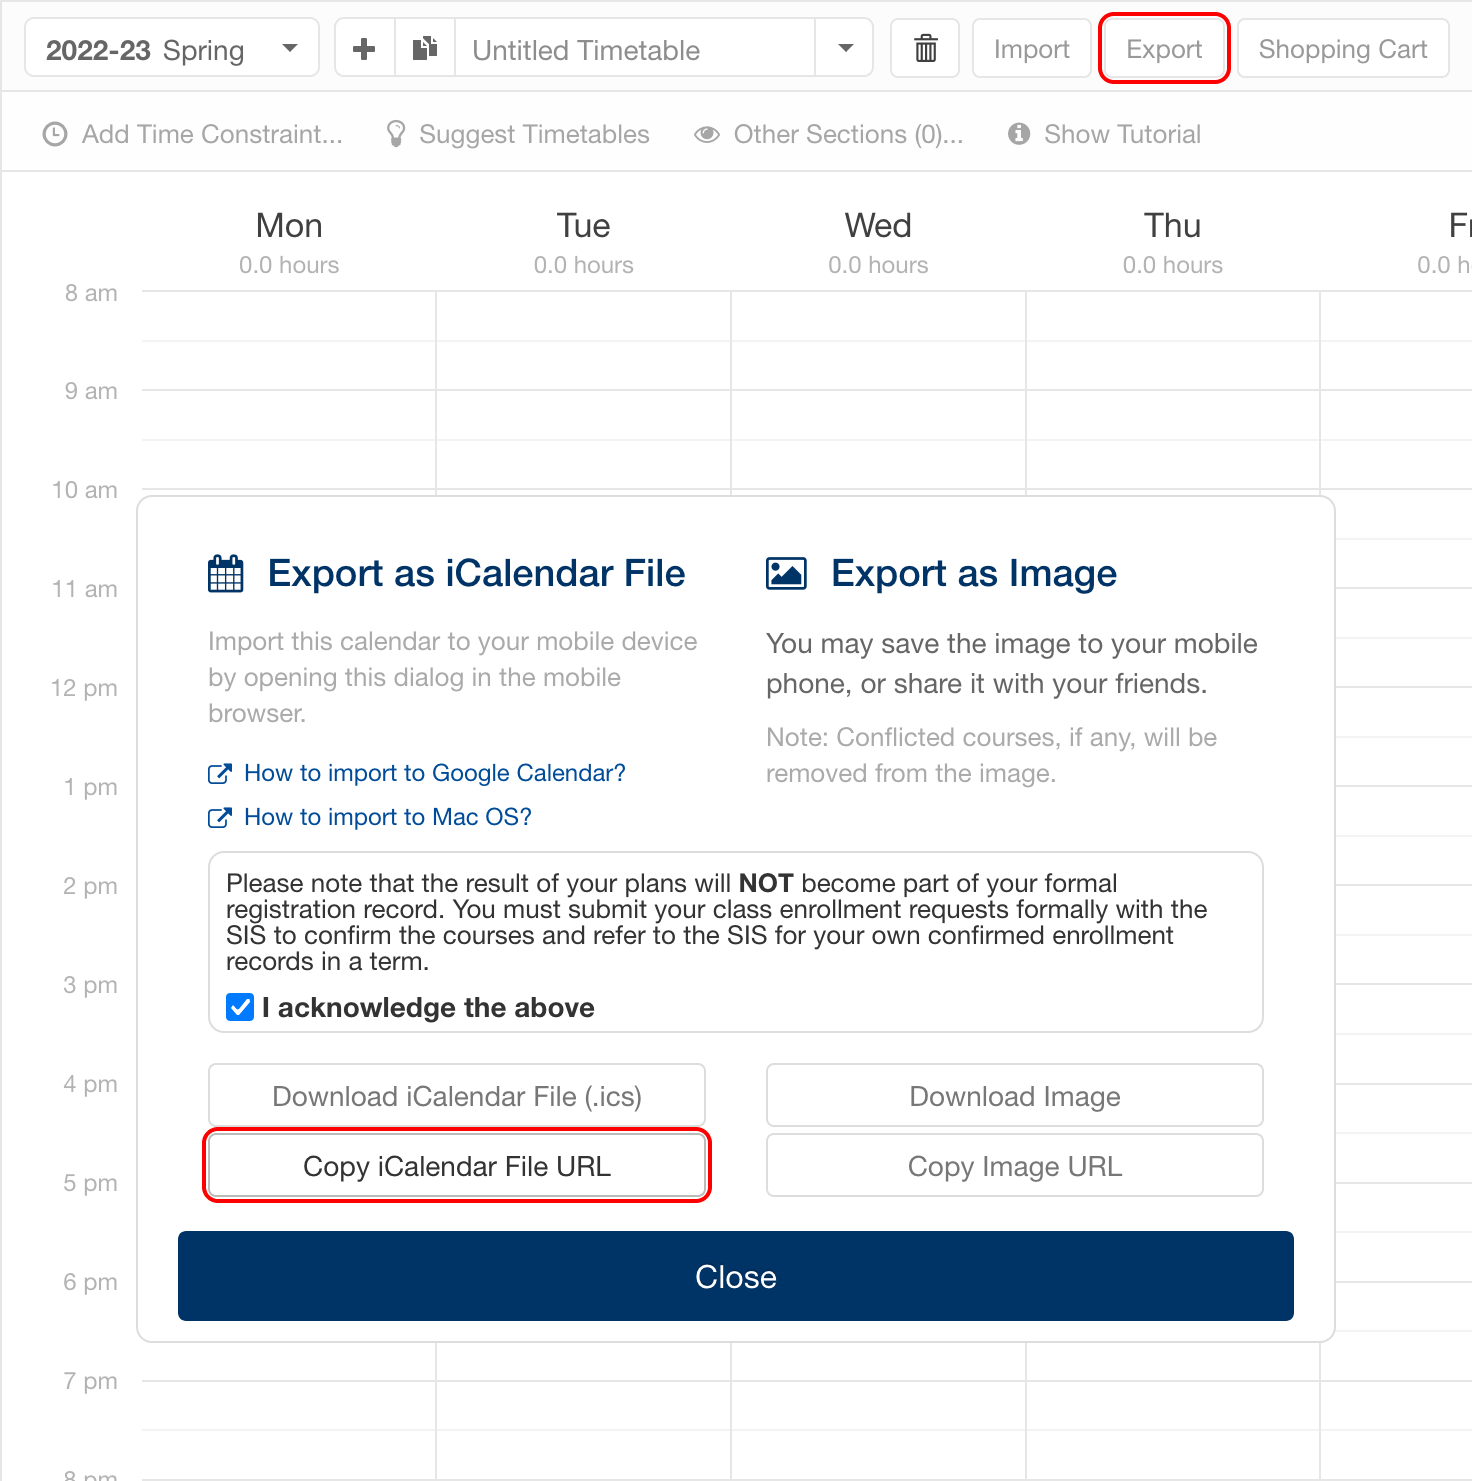 2022-23 Spring
Untitled Timetable
Import
Export
Shopping Cart
Add Time Constraint...
Suggest Timetables
Other Sections (0)...
Show Tutorial
Mon
Tue
Wed
Thu
0.0 hours
0.0 hours
0.0 hours
0.0 hours
0.0 h
8 am
9 am
10 am
11 am
12 pm
1 pm
2 pm
3 pm
4 pm
5 pm
6 pm
7 pm
8 pm
Export as iCalendar File
Import this calendar to your mobile device
by opening this dialog in the mobile
browser.
How to import to Google Calendar?
How to import to Mac OS?
Export as Image
You may save the image to your mobile
phone, or share it with your friends.
Note: Conflicted courses, if any, will be
removed from the image.
Please note that the result of your plans will NOT become part of your formal
registration record. You must submit your class enrollment requests formally with the
SIS to confirm the courses and refer to the SIS for your own confirmed enrollment
records in a term.
I acknowledge the above
Download iCalendar File (.ics)
Download Image
Copy iCalendar File URL
Copy Image URL
Close